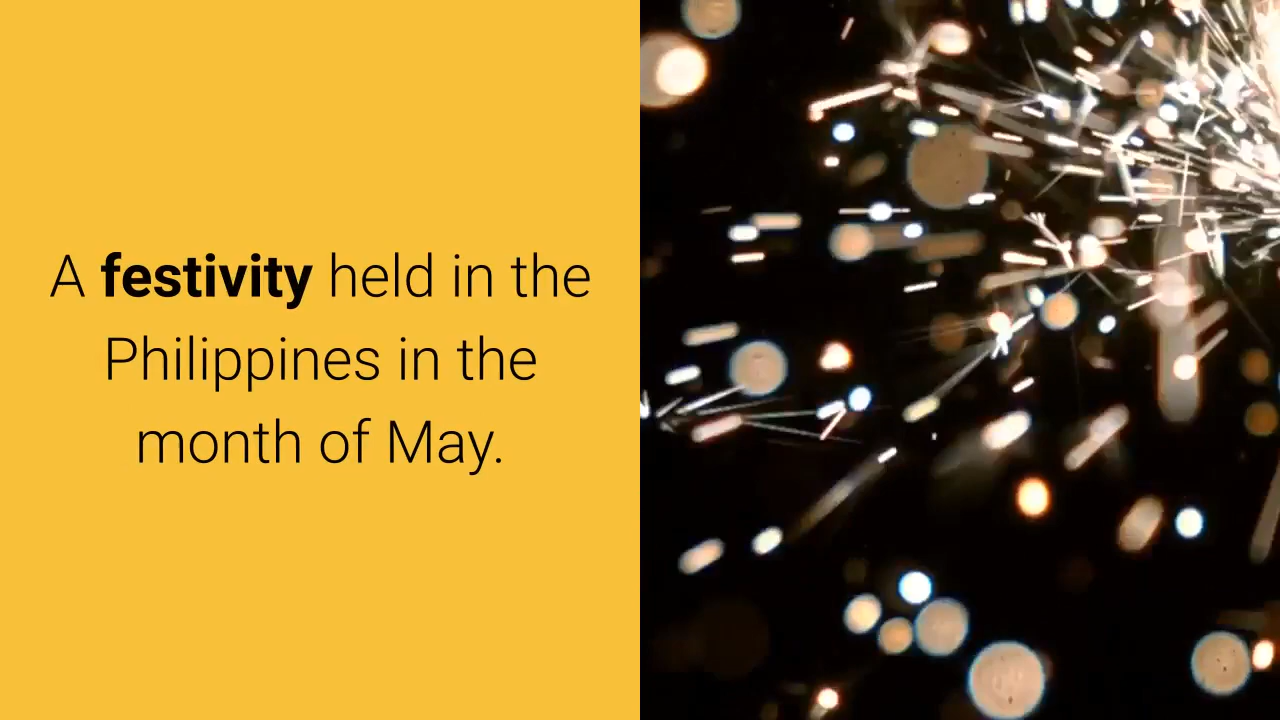 A festivity held in the
Philippines in the
month of May.